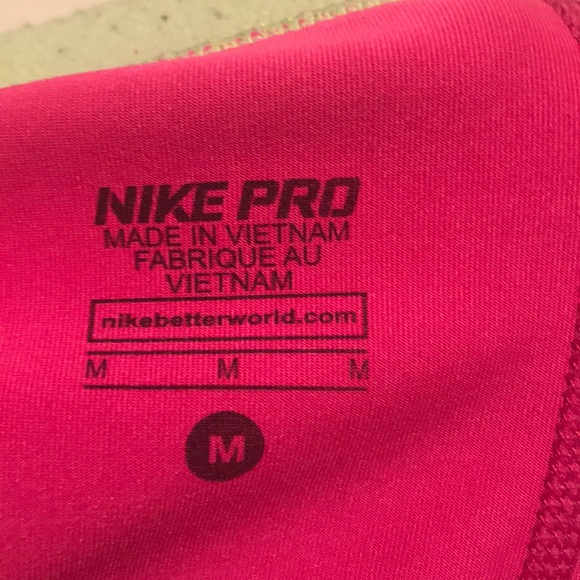 NIKE PRO
MADE IN VIETNAM
FABRIQUE AU
VIETNAM
nikebetterworld.com
M M M
M